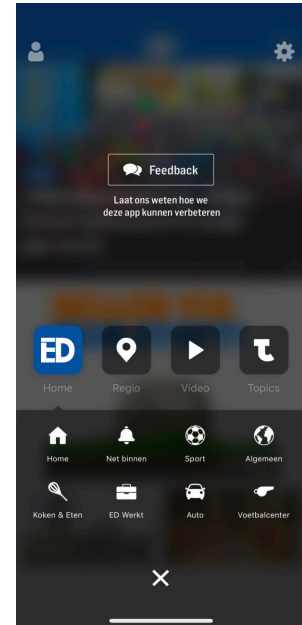 Feedback
Laat ons weten hoe we
deze app kunnen verbeteren
ED
Home
Regio
Video
Topics
Home
Net binnen
Sport
Algemeen
Koken & Eten
ED Werkt
Auto
Voetbalcenter